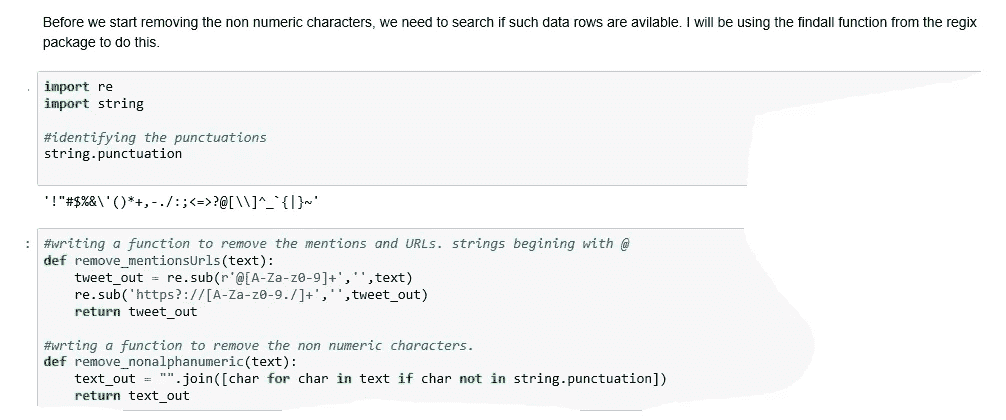 Before we start removing the non numeric characters, we need to search if such data rows are avilable. I will be using the findall function from the regix
package to do this.
import re
import string
#identifying the punctuations
string.punctuation
'!"#$%&\'()*+,-./:;<=>?@[\\]^_`{|}~'
#writing a function to remove the mentions and URLs. strings begining with @
def remove_mentionsUrls(text):
    tweet_out = re.sub(r'@[A-Za-z0-9]+','',text)
    re.sub('https?://[A-Za-z0-9./]+','',tweet_out)
    return tweet_out
#wrting a function to remove the non numeric characters.
def remove_nonalphanumeric(text):
    text_out = "".join([char for char in text if char not in string.punctuation])
    return text_out